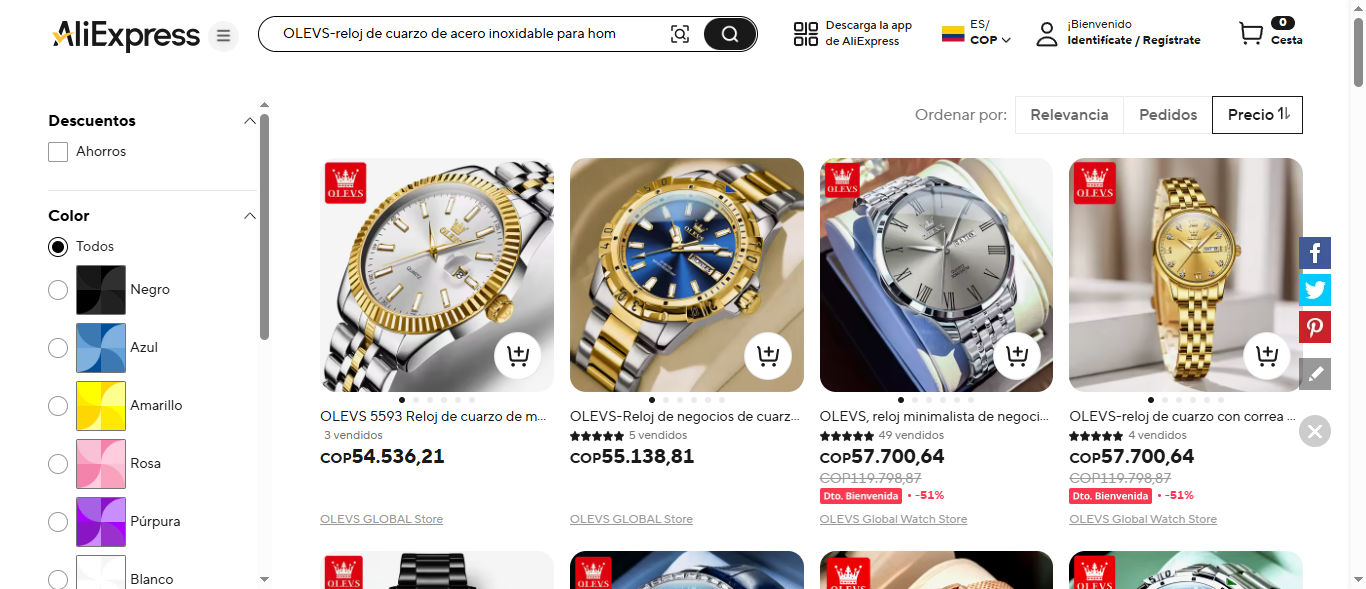 AliExpress
OLEVS-reloj de cuarzo de acero inoxidable para hom
Descarga la app
de AliExpress
ES/
COP
¡Bienvenido
Identifícate / Regístrate
0
Cesta
Ordenar por:
Relevancia
Pedidos
Precio
Descuentos
Ahorros
Color
Todos
Negro
Azul
Amarillo
Rosa
Púrpura
Blanco
OLEVS
OLEVS
QUARTZ
OLEVS 5593 Reloj de cuarzo de m...
3 vendidos
COP54.536,21
OLEVS GLOBAL Store
OLEVS
OLEVS-Reloj de negocios de cuarz...
5 vendidos
COP55.138,81
OLEVS GLOBAL Store
OLEVS
OLEVS
OLEVS, reloj minimalista de negoci...
49 vendidos
COP57.700,64
COP119.798,87
Dto. Bienvenida
-51%
OLEVS Global Watch Store
OLEVS
OLEVS-reloj de cuarzo con correa ...
4 vendidos
COP57.700,64
COP119.798,87
Dto. Bienvenida
-51%
OLEVS Global Watch Store
OLEVS
OLEVS
OLEVS
OLEVS